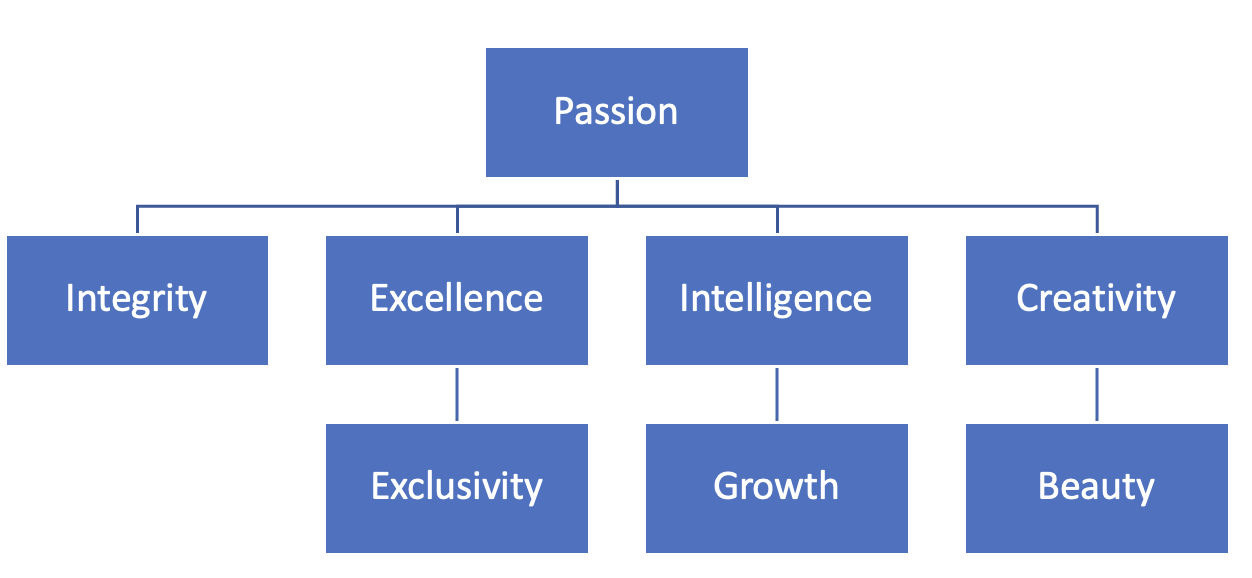 Passion
Integrity
Excellence
Intelligence
Creativity
Exclusivity
Growth
Beauty